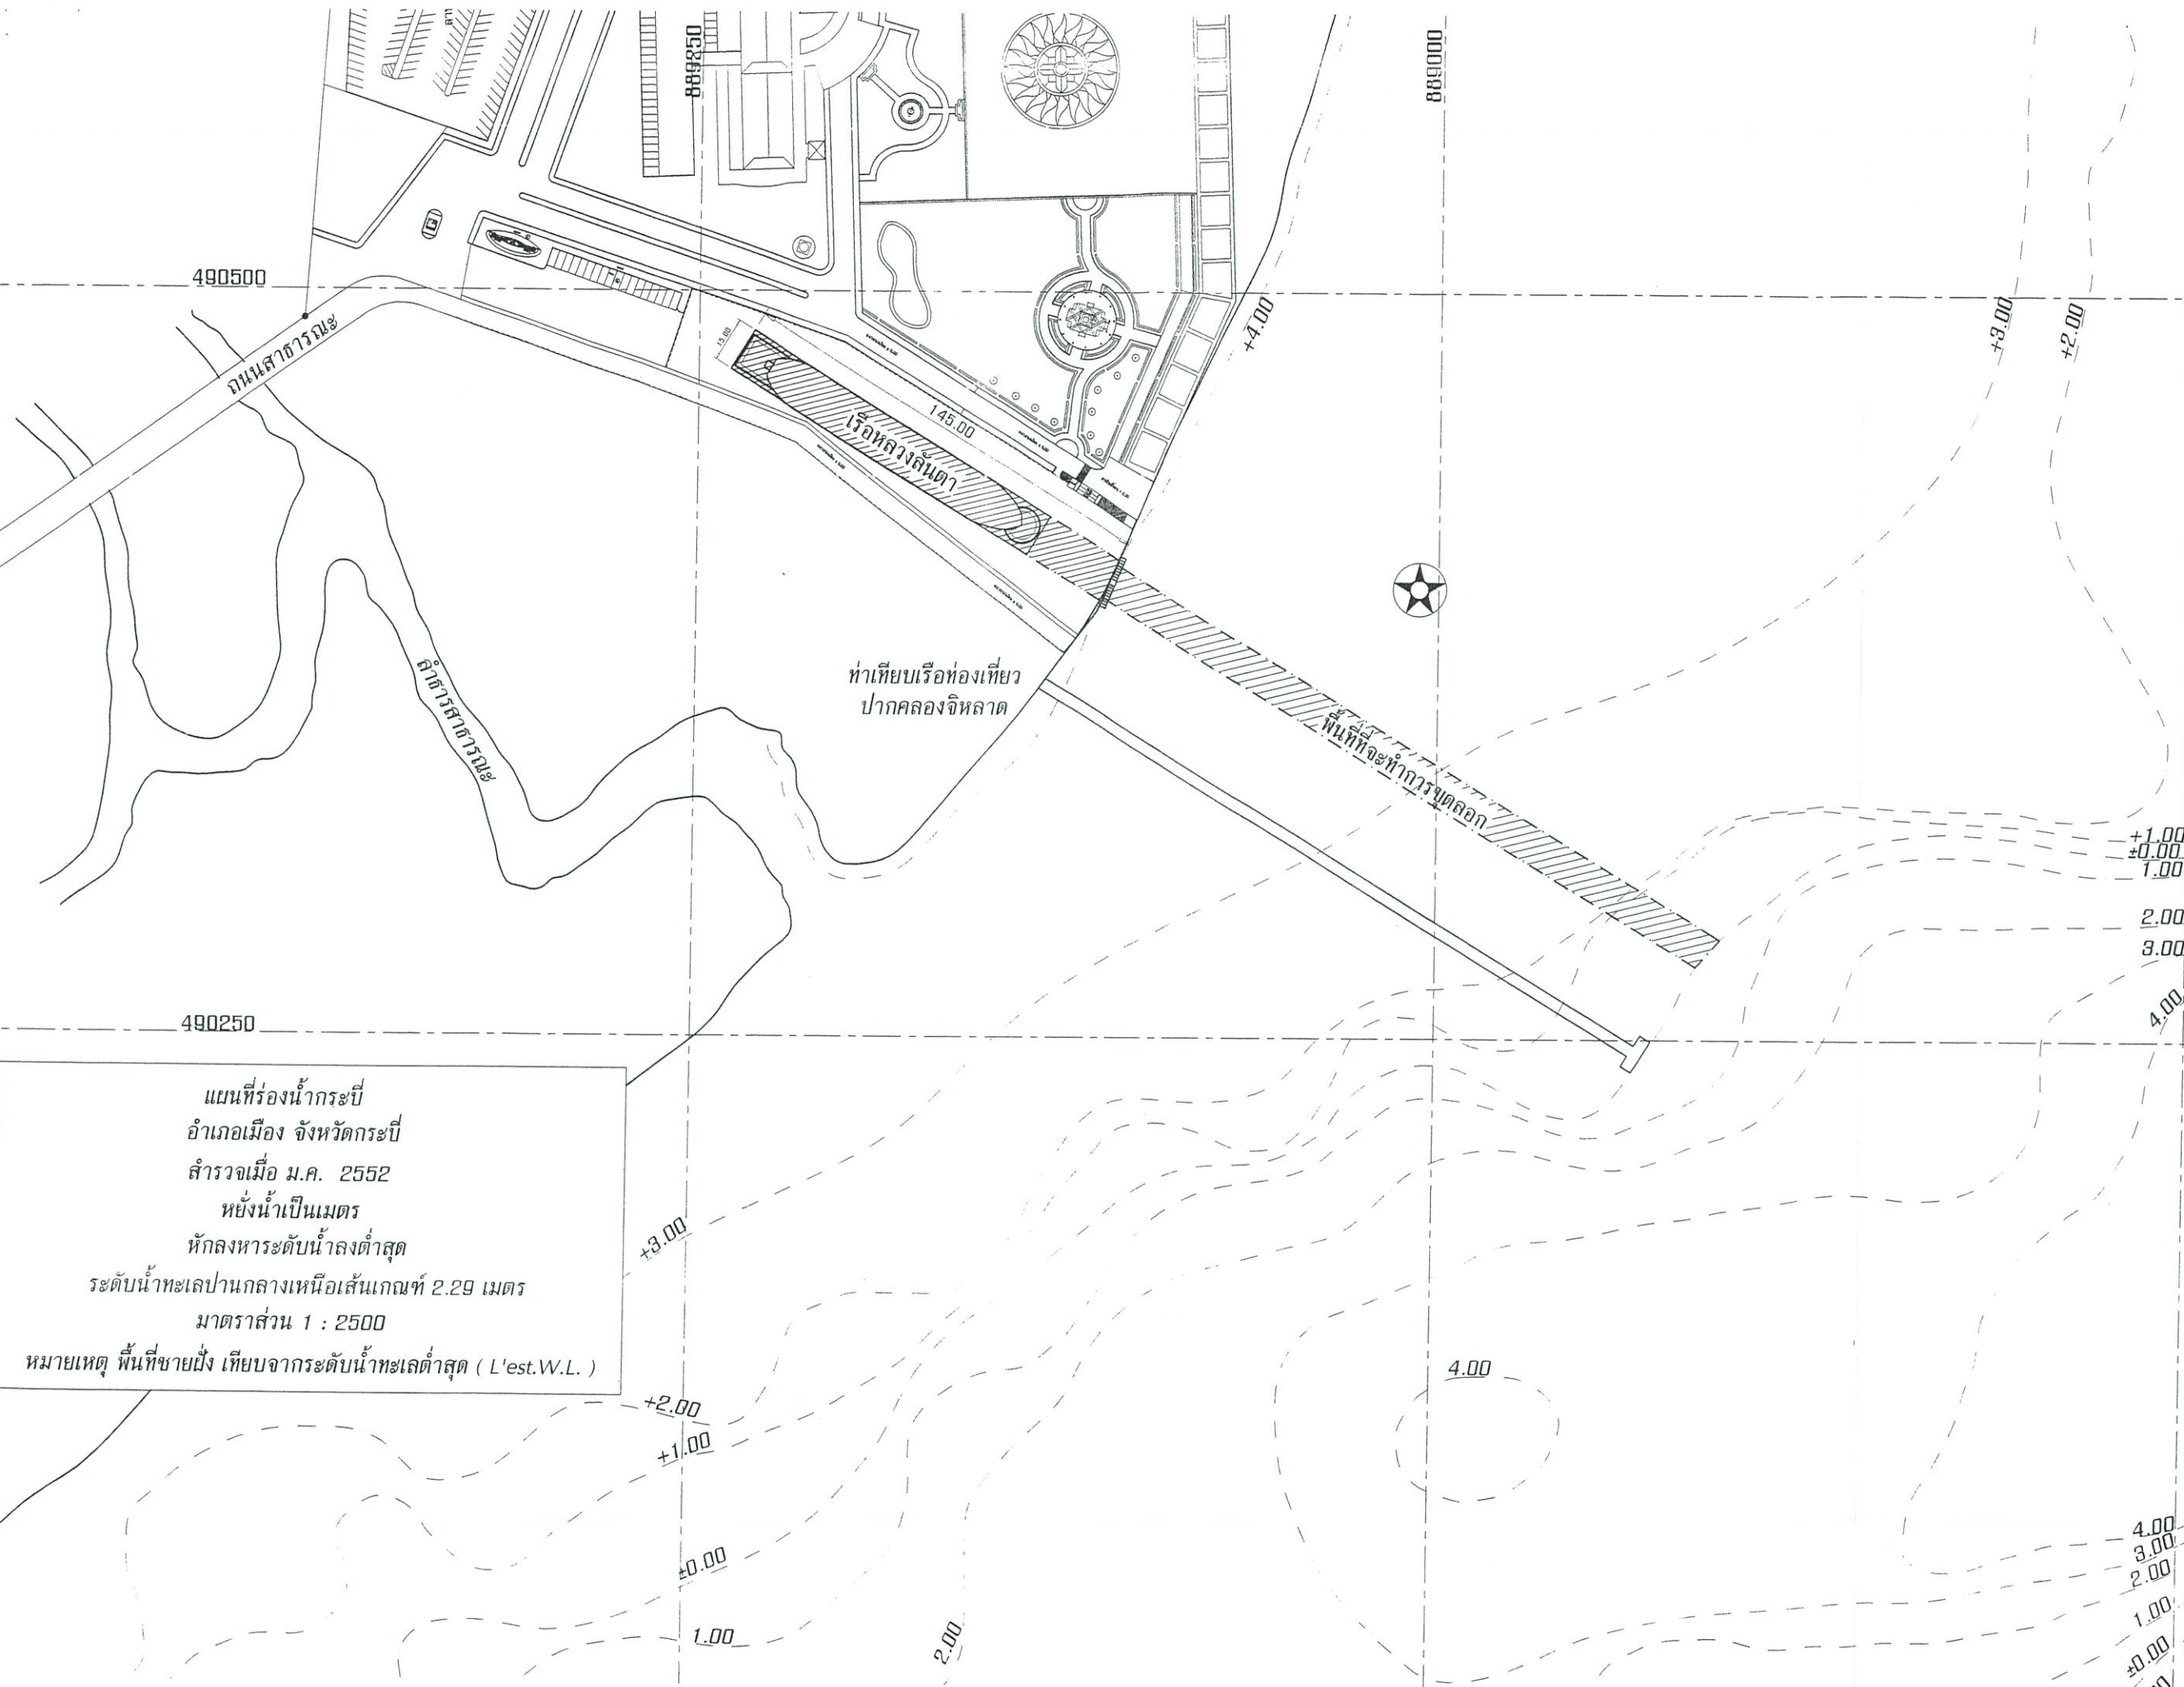 889250
889000
490500
ถนนสาธารณะ
15.00
145.00
เรือหลวงลันตา
+4.00
+3.00
+2.00
ลำธารสาธารณะ
ท่าเทียบเรือท่องเที่ยว
ปากคลองจิหลาด
พื้นที่ที่จะทำการขุดลอก
+1.00
±0.00
1.00
2.00
3.00
4.00
490250
แผนที่ร่องน้ำกระบี่
อำเภอเมือง จังหวัดกระบี่
สำรวจเมื่อ ม.ค. 2552
หยั่งน้ำเป็นเมตร
หักลงหาระดับน้ำลงต่ำสุด
ระดับน้ำทะเลปานกลางเหนือเส้นเกณฑ์ 2.29 เมตร
มาตราส่วน 1 : 2500
หมายเหตุ พื้นที่ชายฝั่ง เทียบจากระดับน้ำทะเลต่ำสุด ( L'est.W.L. )
+3.00
+2.00
+1.00
±0.00
1.00
2.00
4.00
4.00
3.00
2.00
1.00
±0.00